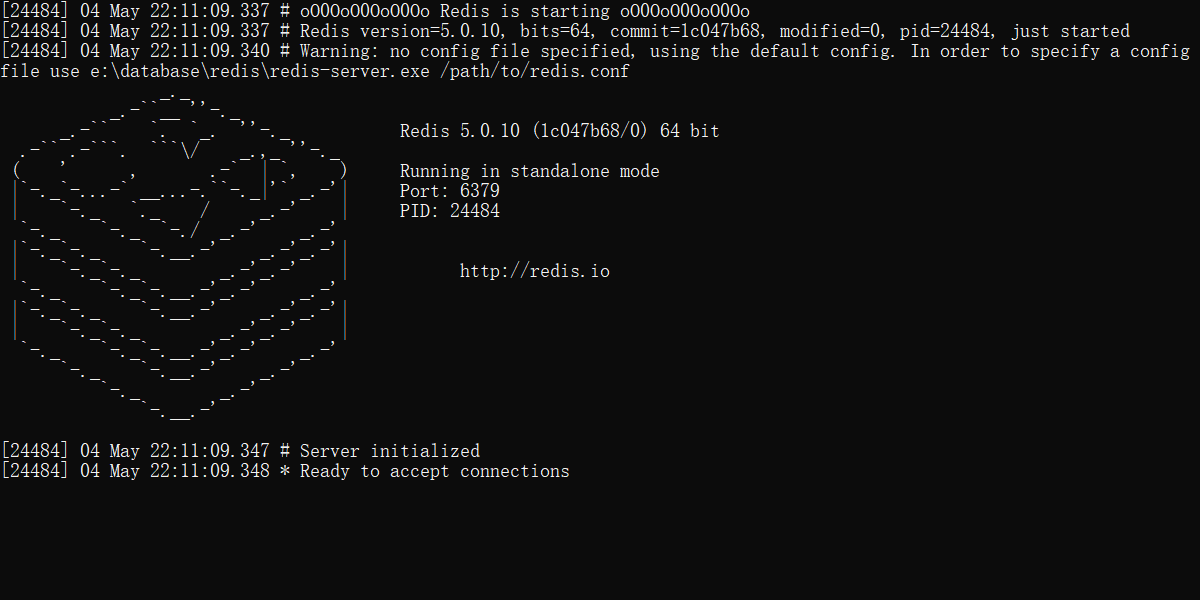 [24484] 04 May 22:11:09.337 # oO0OoO0OoO0Oo Redis is starting oO0OoO0OoO0Oo
[24484] 04 May 22:11:09.337 # Redis version=5.0.10, bits=64, commit=1c047b68, modified=0, pid=24484, just started
[24484] 04 May 22:11:09.340 # Warning: no config file specified, using the default config. In order to specify a config
file use e:\database\redis\redis-server.exe /path/to/redis.conf
Redis 5.0.10 (1c047b68/0) 64 bit
Running in standalone mode
Port: 6379
PID: 24484
http://redis.io
[24484] 04 May 22:11:09.347 # Server initialized
[24484] 04 May 22:11:09.348 * Ready to accept connections